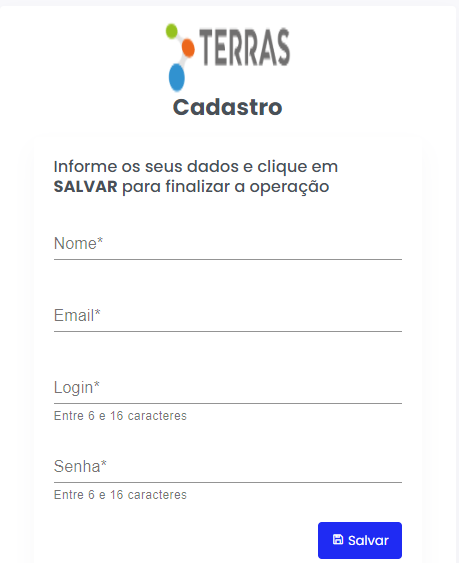 TERRAS
Cadastro
Informe os seus dados e clique em
SALVAR para finalizar a operação
Nome*
Email*
Login*
Entre 6 e 16 caracteres
Senha*
Entre 6 e 16 caracteres
Salvar